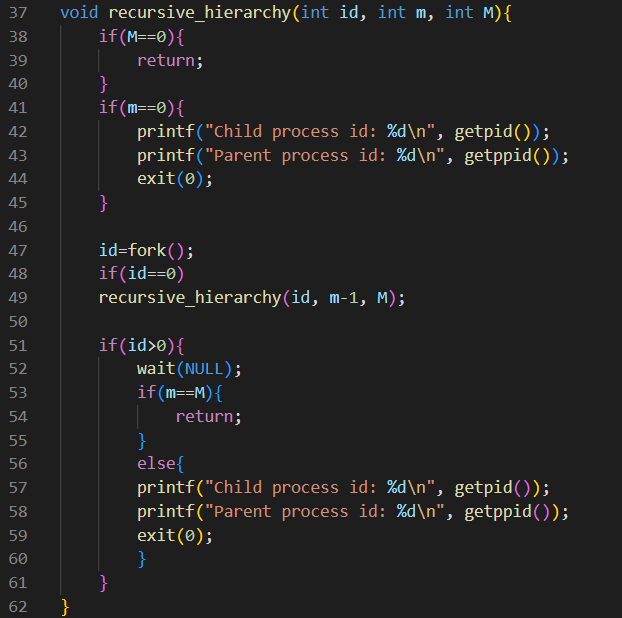 37 void recursive_hierarchy(int id, int m, int M){
38 if(M==0){
39 return;
40 }
41 if(m==0){
42 printf("Child process id: %d\n", getpid());
43 printf("Parent process id: %d\n", getppid());
44 exit(0);
45 }
46
47 id=fork();
48 if(id==0)
49 recursive_hierarchy(id, m-1, M);
50
51 if(id>0){
52 wait(NULL);
53 if(m==M){
54 return;
55 }
56 else{
57 printf("Child process id: %d\n", getpid());
58 printf("Parent process id: %d\n", getppid());
59 exit(0);
60 }
61 }
62 }